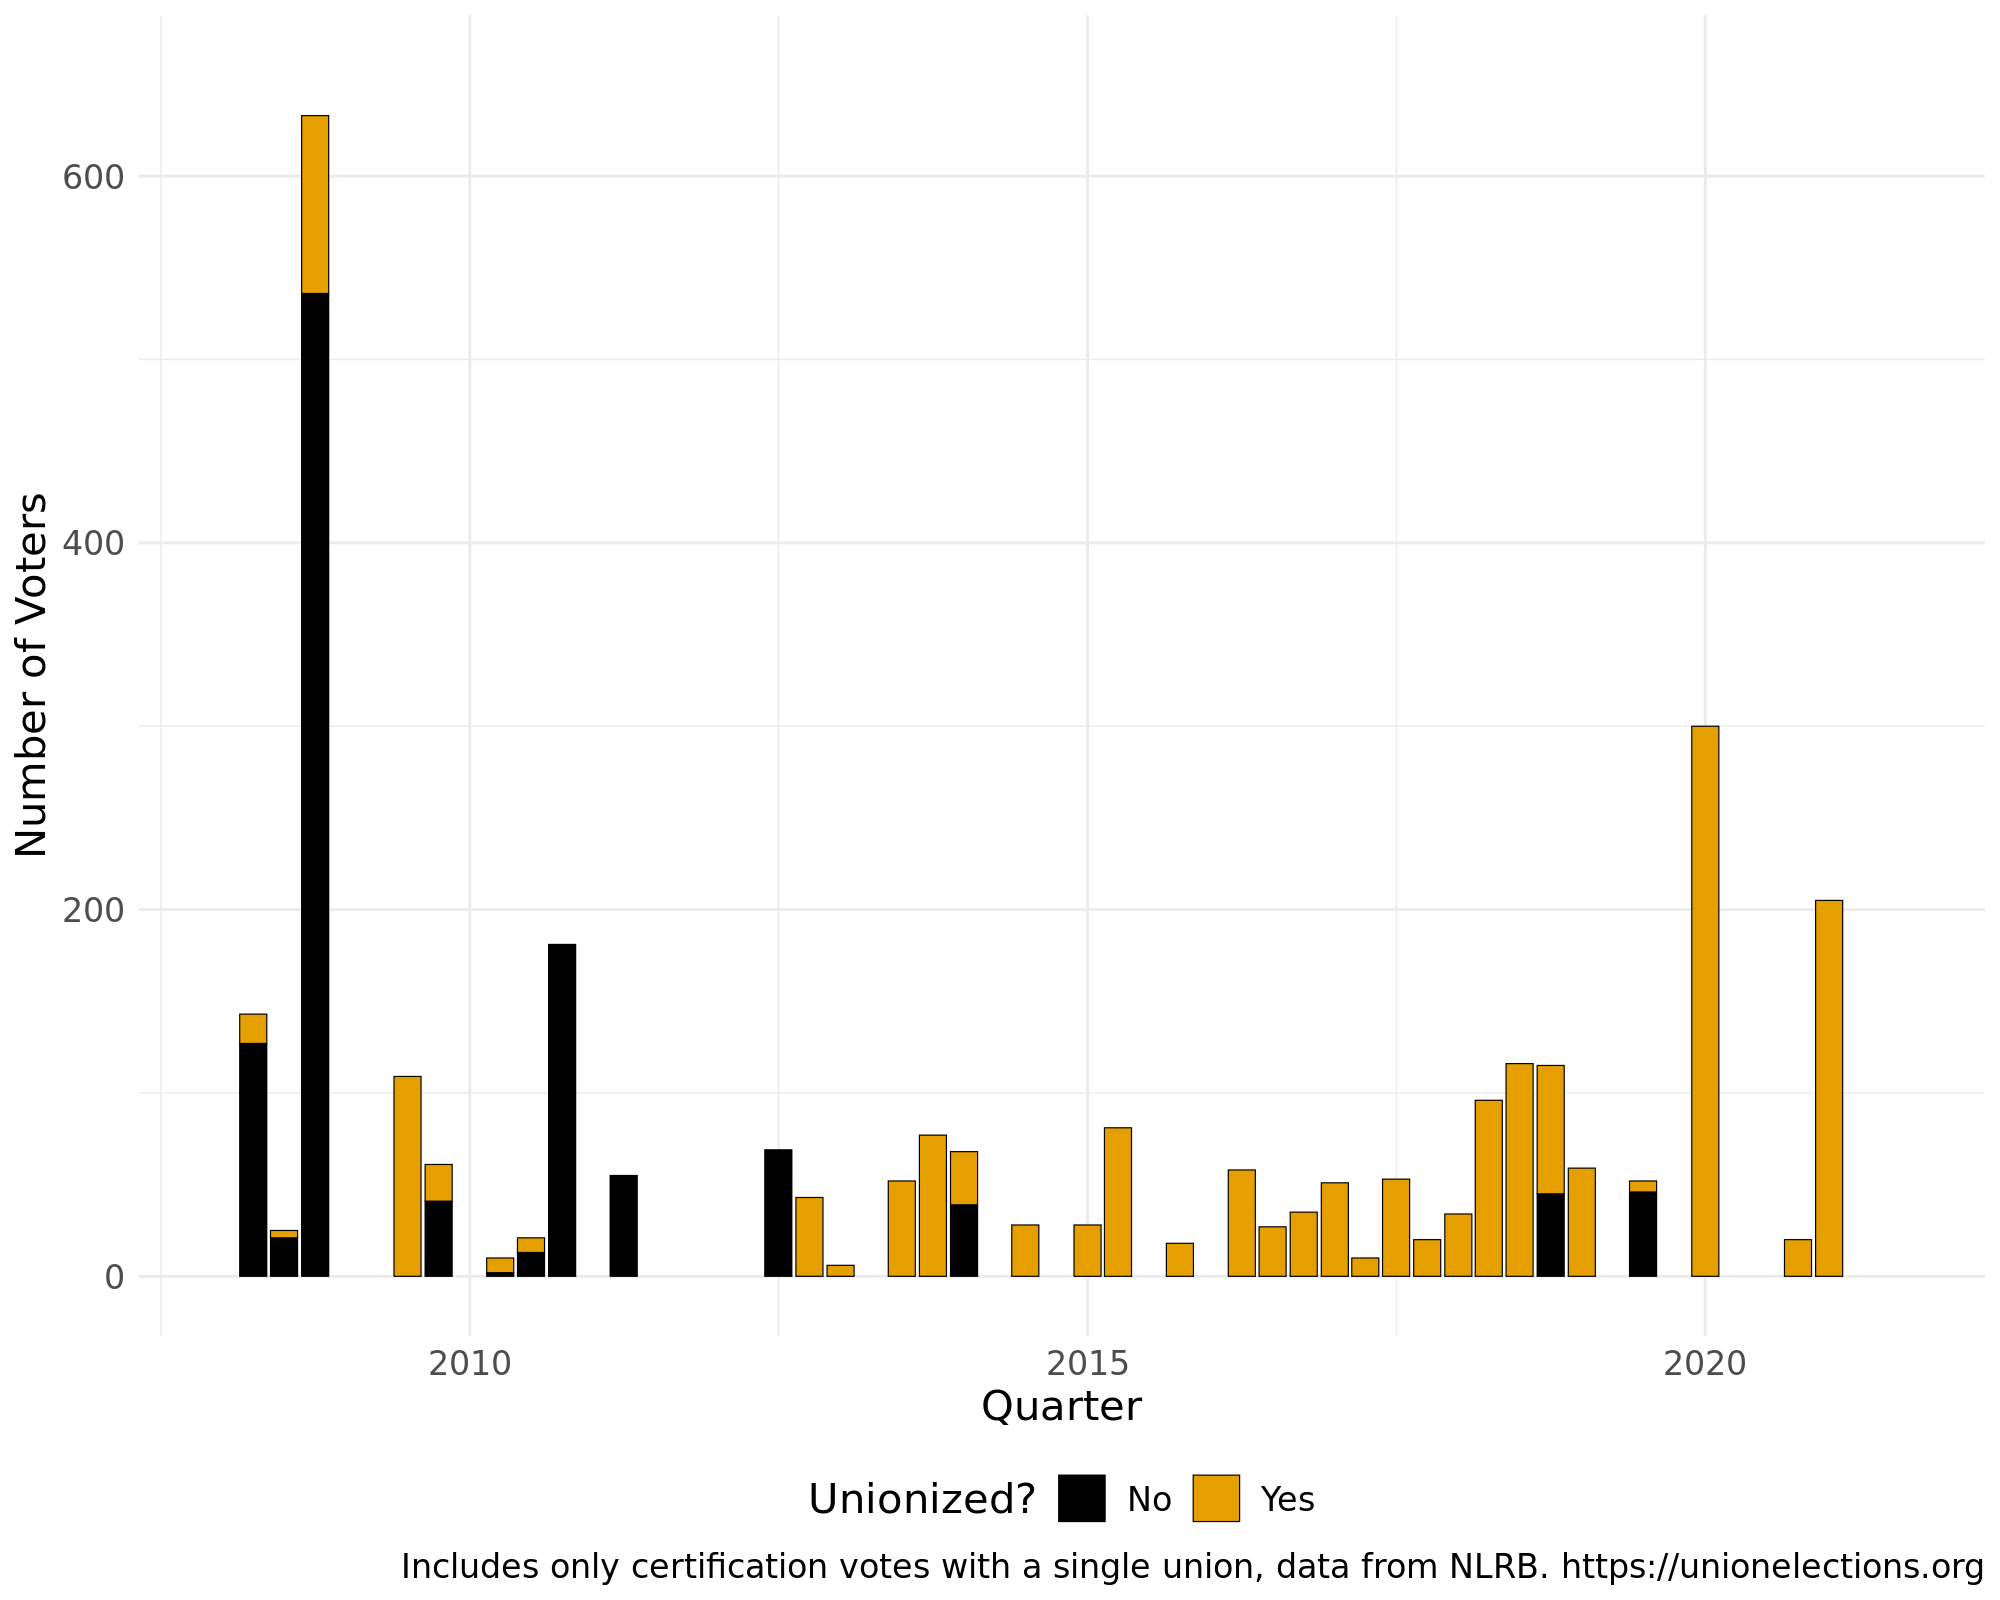 Number of Voters
600
400
200
0
2010 2015 2020
Quarter
Unionized? No Yes
Includes only certification votes with a single union, data from NLRB. https://unionelections.org